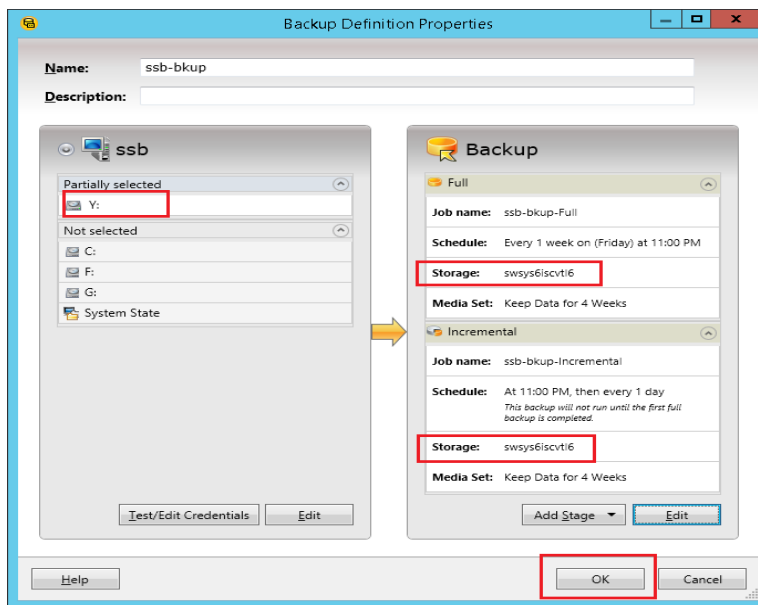 Backup Definition Properties
Name: ssb-bkup
Description:
ssb
Partially selected
Y:
Not selected
C:
F:
G:
System State
Test/Edit Credentials
Edit
Backup
Full
Job name: ssb-bkup-Full
Schedule: Every 1 week on (Friday) at 11:00 PM
Storage: swsys6iscvtl6
Media Set: Keep Data for 4 Weeks
Incremental
Job name: ssb-bkup-Incremental
Schedule: At 11:00 PM, then every 1 day
This backup will not run until the first full
backup is completed.
Storage: swsys6iscvtl6
Media Set: Keep Data for 4 Weeks
Add Stage
Edit
Help
OK
Cancel